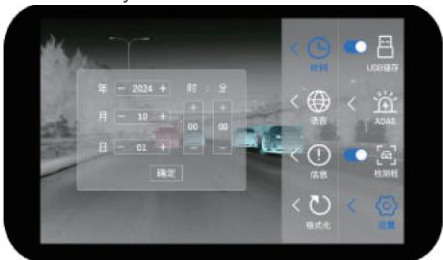 年 - 2024 + 时 : 分
月 - 10 +
日 - 01 +
+ +
00 00
- -
确定
时间
USB储存
语言
ADAS
信息
检测框
格式化
设置